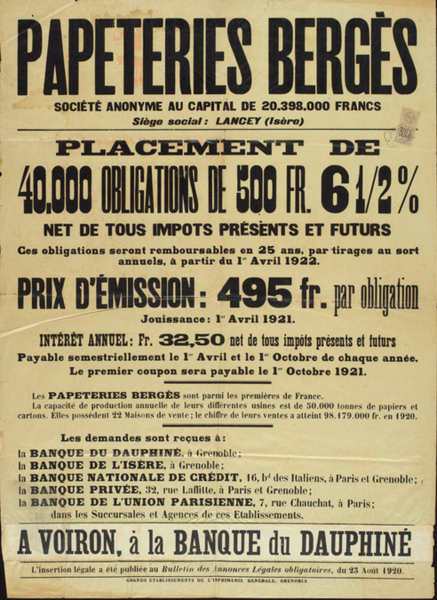 PAPETERIES BERGÈS
SOCIÉTÉ ANONYME AU CAPITAL DE 20.398.000 FRANCS
Siège social : LANCEY (Isère)
PLACEMENT DE
40.000 OBLIGATIONS DE 500 FR. 6 1/2 %
NET DE TOUS IMPOTS PRÉSENTS ET FUTURS
Ces obligations seront remboursables en 25 ans, par tirages au sort
annuels, à partir du 1er Avril 1922.
PRIX D'ÉMISSION : 495 fr. par obligation
Jouissance : 1er Avril 1921.
INTÉRÊT ANNUEL : Fr. 32,50 net de tous impôts présents et futurs
Payable semestriellement le 1er Avril et le 1er Octobre de chaque année.
Le premier coupon sera payable le 1er Octobre 1921.
Les PAPETERIES BERGÈS sont parmi les premières de France.
La capacité de production annuelle de leurs différentes usines est de 50.000 tonnes de papiers et
cartons. Elles possèdent 22 Maisons de vente ; le chiffre de leurs ventes a atteint 98.179.000 fr. en 1920.
Les demandes sont reçues à :
la BANQUE DU DAUPHINÉ, à Grenoble ;
la BANQUE DE L'ISÈRE, à Grenoble ;
la BANQUE NATIONALE DE CRÉDIT, 16, bd des Italiens, à Paris et Grenoble ;
la BANQUE PRIVÉE, 32, rue Laffitte, à Paris et Grenoble ;
la BANQUE DE L'UNION PARISIENNE, 7, rue Chauchat, à Paris ;
dans les Succursales et Agences de ces Etablissements.
A VOIRON, à la BANQUE du DAUPHINÉ
L'insertion légale a été publiée au Bulletin des Annonces Légales obligatoires, du 23 Août 1920.
GRANDS ETABLISSEMENTS DE L'IMPRIMERIE GENERALE, GRENOBLE